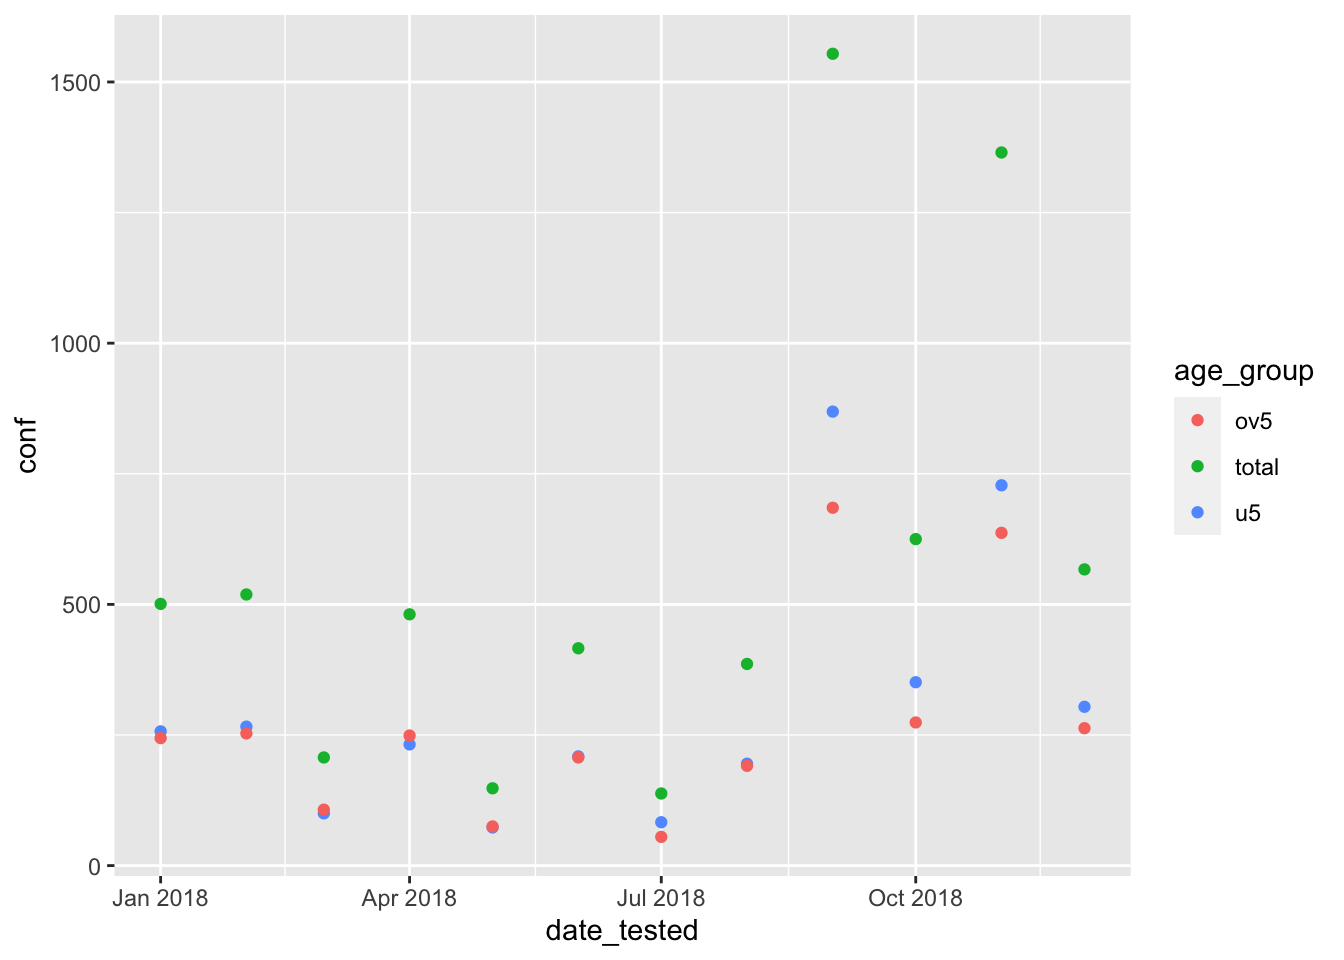 1500
1000
500
0
conf
Jan 2018
Apr 2018
Jul 2018
Oct 2018
date_tested
age_group
ov5
total
u5